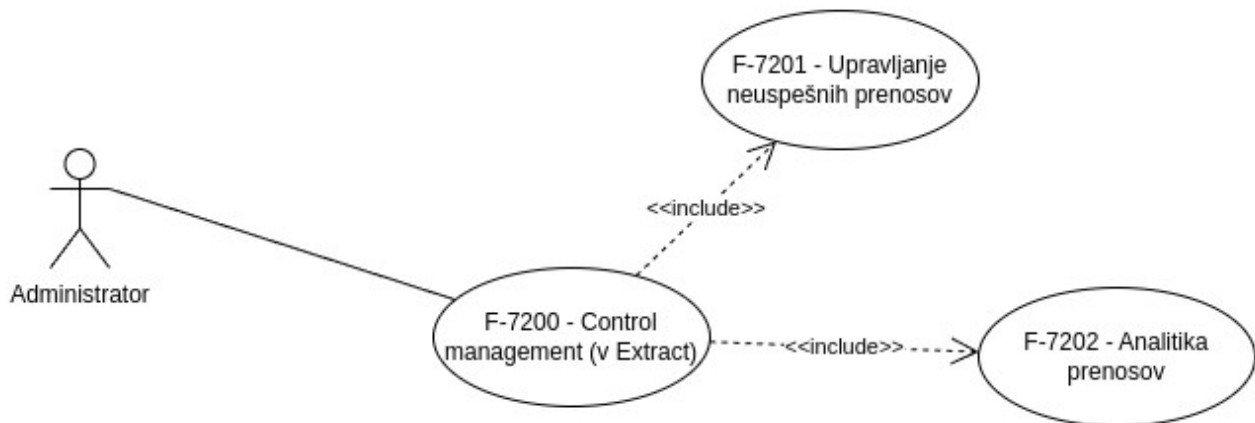 F-7201 - Upravljanje
neuspešnih prenosov
<<include>>
Administrator
F-7200 - Control
management (v Extract)
<<include>>
F-7202 - Analitika
prenosov